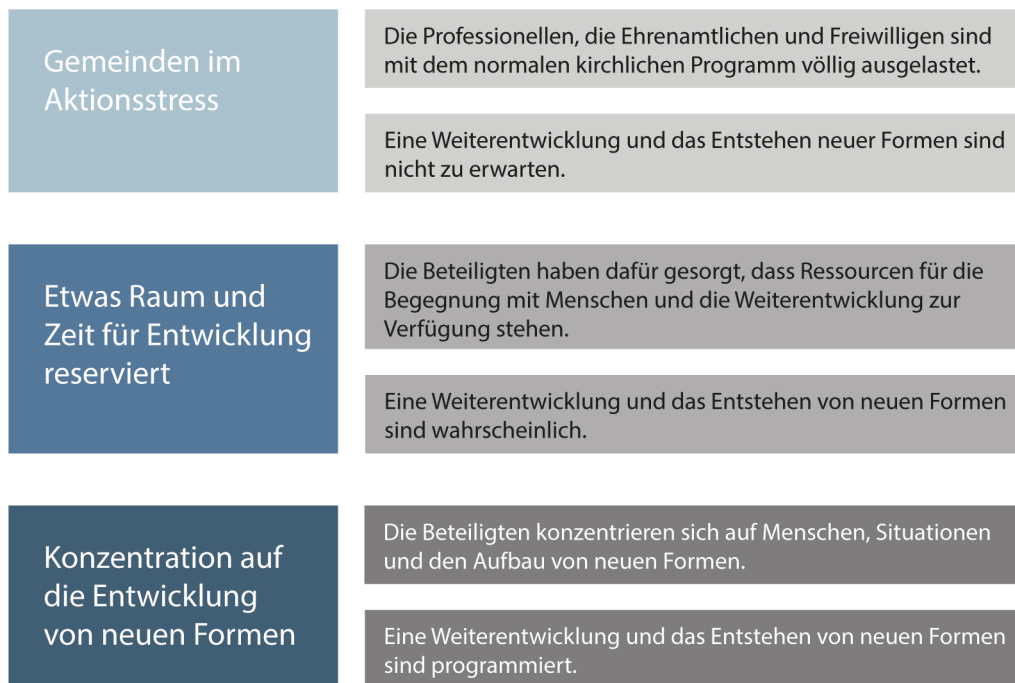 Gemeinden im
Aktionsstress
Die Professionellen, die Ehrenamtlichen und Freiwilligen sind
mit dem normalen kirchlichen Programm völlig ausgelastet.
Eine Weiterentwicklung und das Entstehen neuer Formen sind
nicht zu erwarten.
Etwas Raum und
Zeit für Entwicklung
reserviert
Die Beteiligten haben dafür gesorgt, dass Ressourcen für die
Begegnung mit Menschen und die Weiterentwicklung zur
Verfügung stehen.
Eine Weiterentwicklung und das Entstehen von neuen Formen
sind wahrscheinlich.
Konzentration auf
die Entwicklung
von neuen Formen
Die Beteiligten konzentrieren sich auf Menschen, Situationen
und den Aufbau von neuen Formen.
Eine Weiterentwicklung und das Entstehen von neuen Formen
sind programmiert.